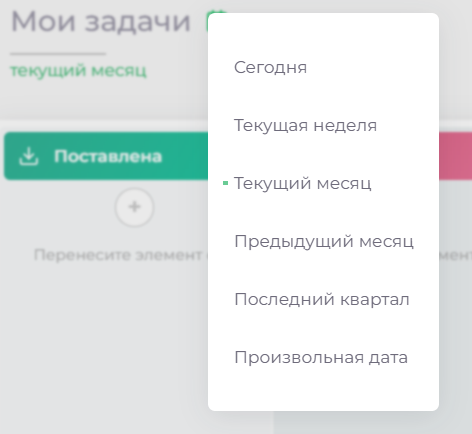 Мои задачи
текущий месяц
Поставлена
Перенесите элемент
Сегодня
Текущая неделя
Текущий месяц
Предыдущий месяц
Последний квартал
Произвольная дата